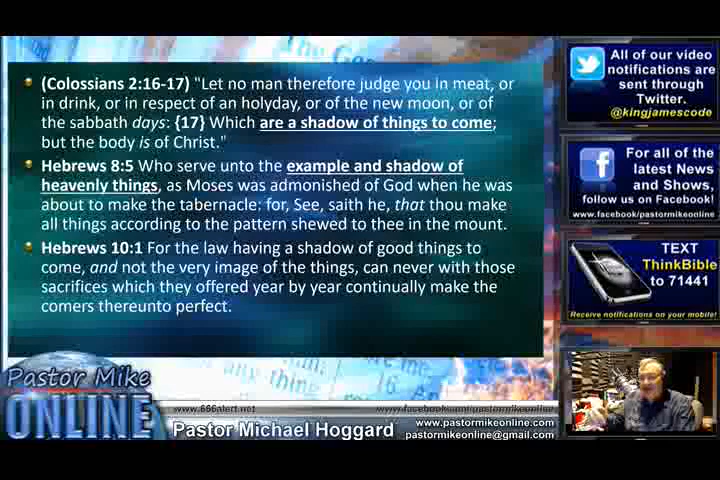 (Colossians 2:16-17) "Let no man therefore judge you in meat, or
in drink, or in respect of an holyday, or of the new moon, or of
the sabbath days: {17} Which are a shadow of things to come;
but the body is of Christ."
Hebrews 8:5 Who serve unto the example and shadow of
heavenly things, as Moses was admonished of God when he was
about to make the tabernacle: for, See, saith he, that thou make
all things according to the pattern shewed to thee in the mount.
Hebrews 10:1 For the law having a shadow of good things to
come, and not the very image of the things, can never with those
sacrifices which they offered year by year continually make the
comers thereunto perfect.
All of our video
notifications are
sent through
Twitter.
@kingjamescode
For all of the
latest News
and Shows,
follow us on Facebook!
www.facebook/pastormikeonline
TEXT
ThinkBible
to 71441
Receive notifications on your mobile!
Pastor Mike
ONLINE
www.666alert.net
www.facebook.com/pastormikeonline
Pastor Michael Hoggard
www.pastormikeonline.com
pastormikeonline@gmail.com
any thing
16.